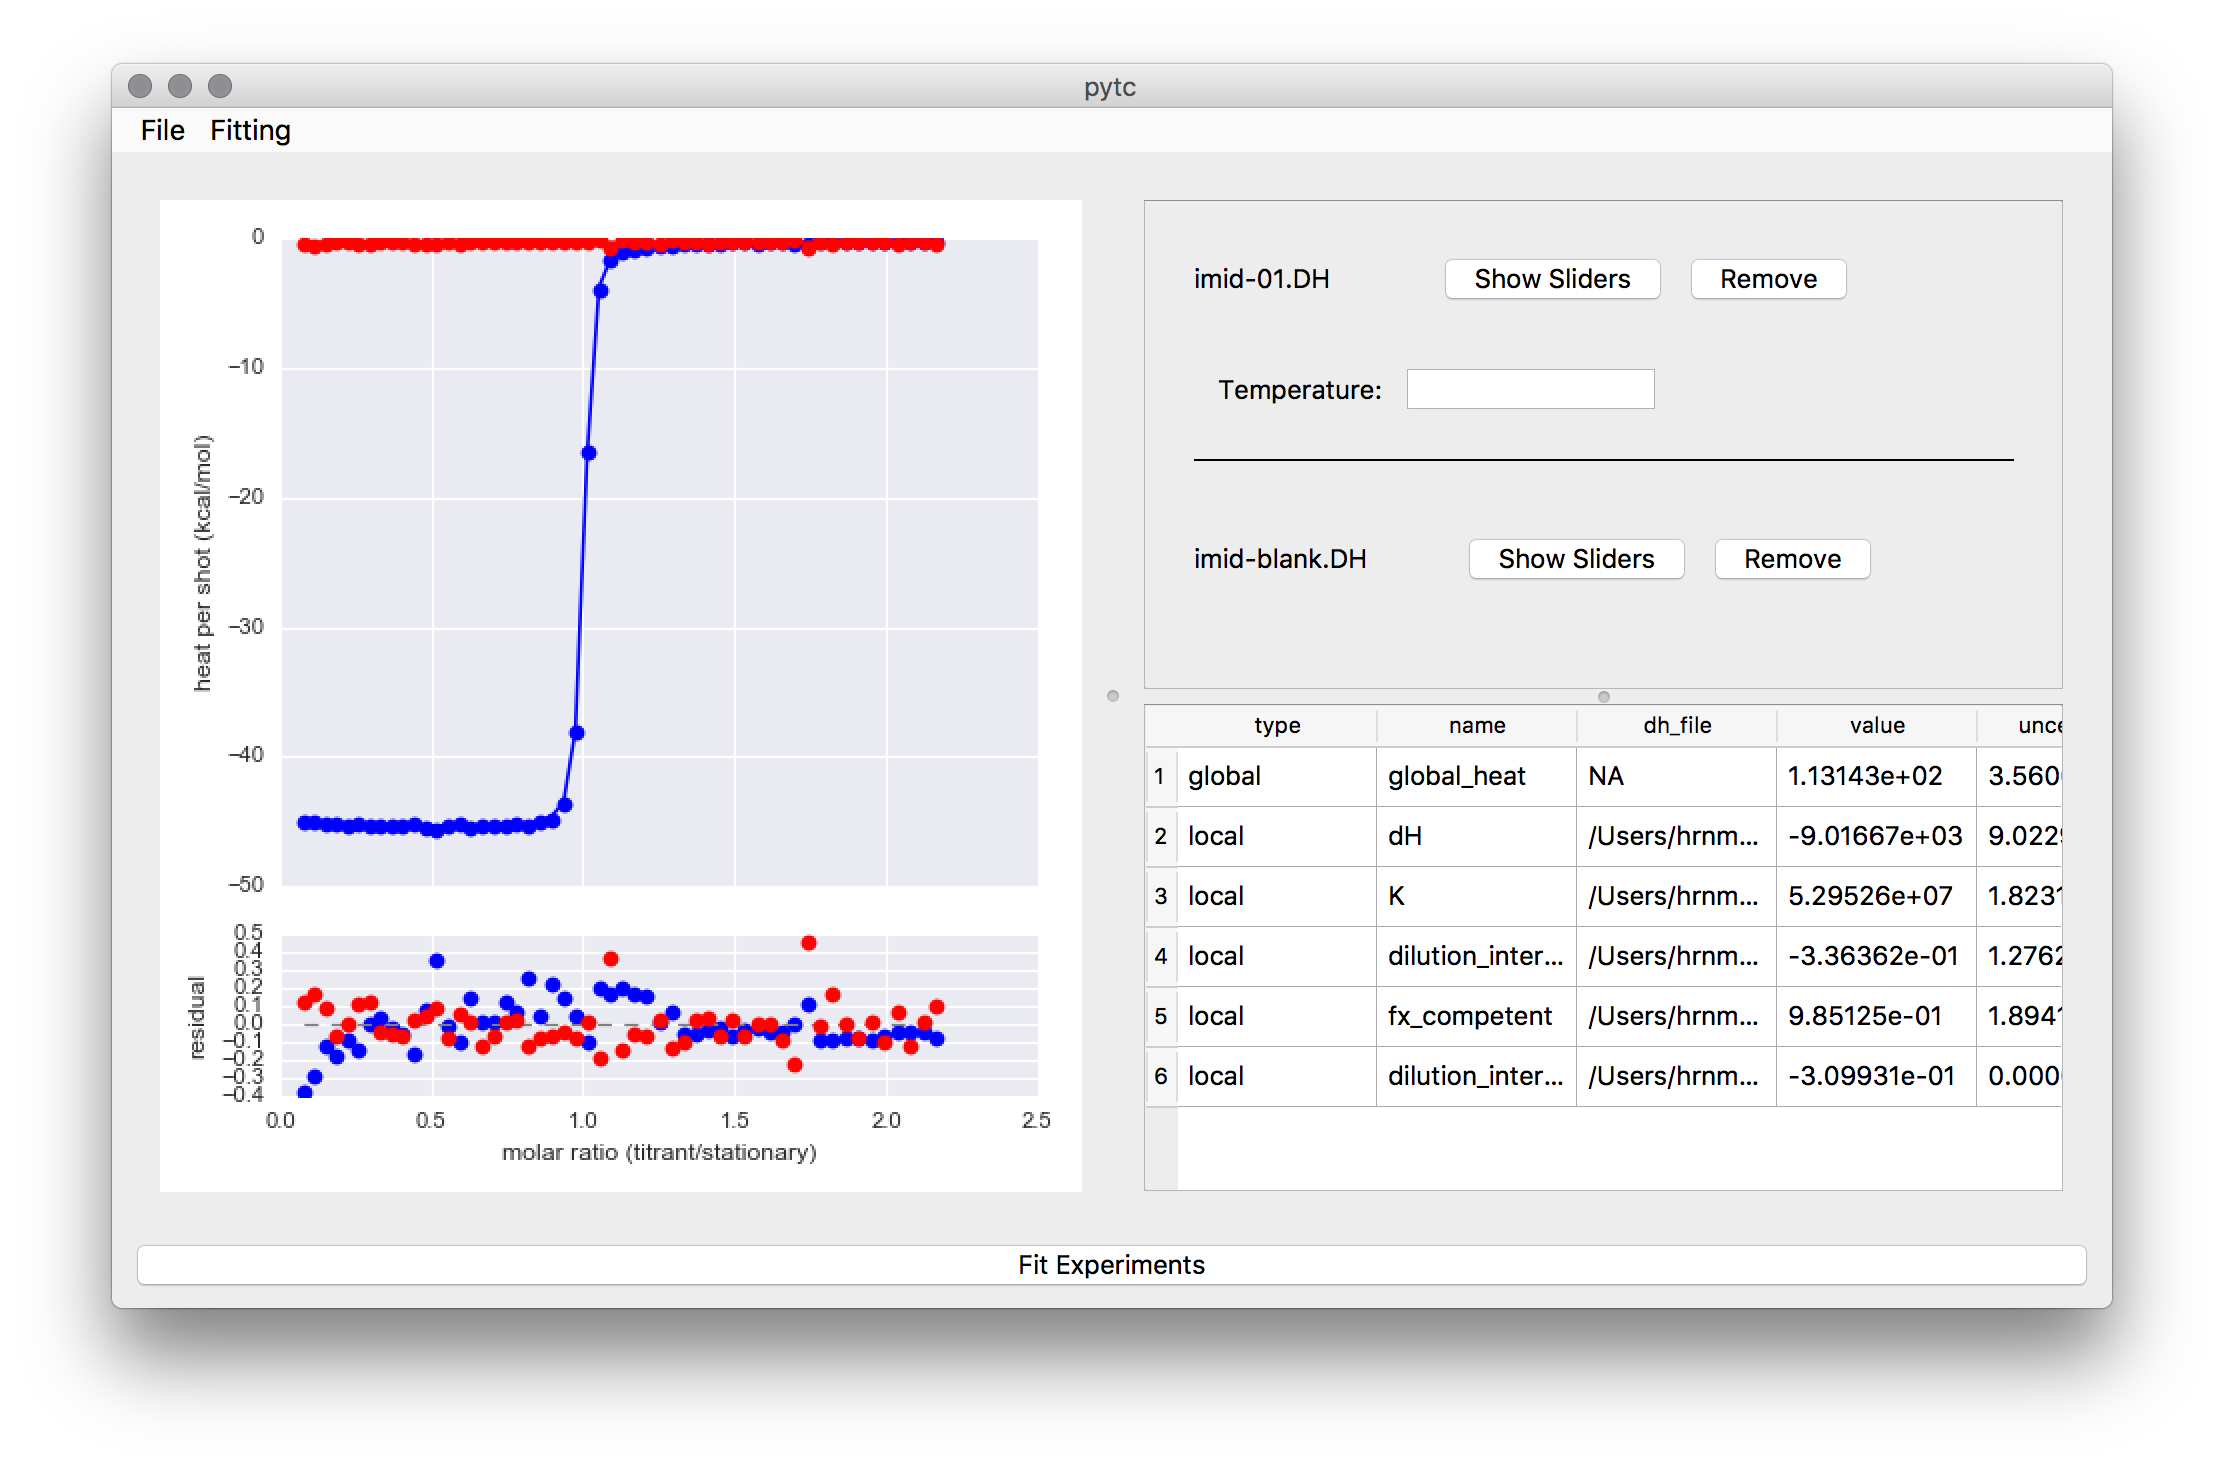 pytc
File Fitting
0
−10
−20
−30
−40
−50
heat per shot (kcal/mol)
0.5
0.4
0.3
0.2
0.1
0.0
−0.1
−0.2
−0.3
−0.4
residual
0.0 0.5 1.0 1.5 2.0 2.5
molar ratio (titrant/stationary)
imid-01.DH Show Sliders Remove
Temperature:
imid-blank.DH Show Sliders Remove
type name dh_file value unce
1 global global_heat NA 1.13143e+02 3.560
2 local dH /Users/hrnm... -9.01667e+03 9.0229
3 local K /Users/hrnm... 5.29526e+07 1.8231
4 local dilution_inter... /Users/hrnm... -3.36362e-01 1.2762
5 local fx_competent /Users/hrnm... 9.85125e-01 1.8941
6 local dilution_inter... /Users/hrnm... -3.09931e-01 0.000
Fit Experiments